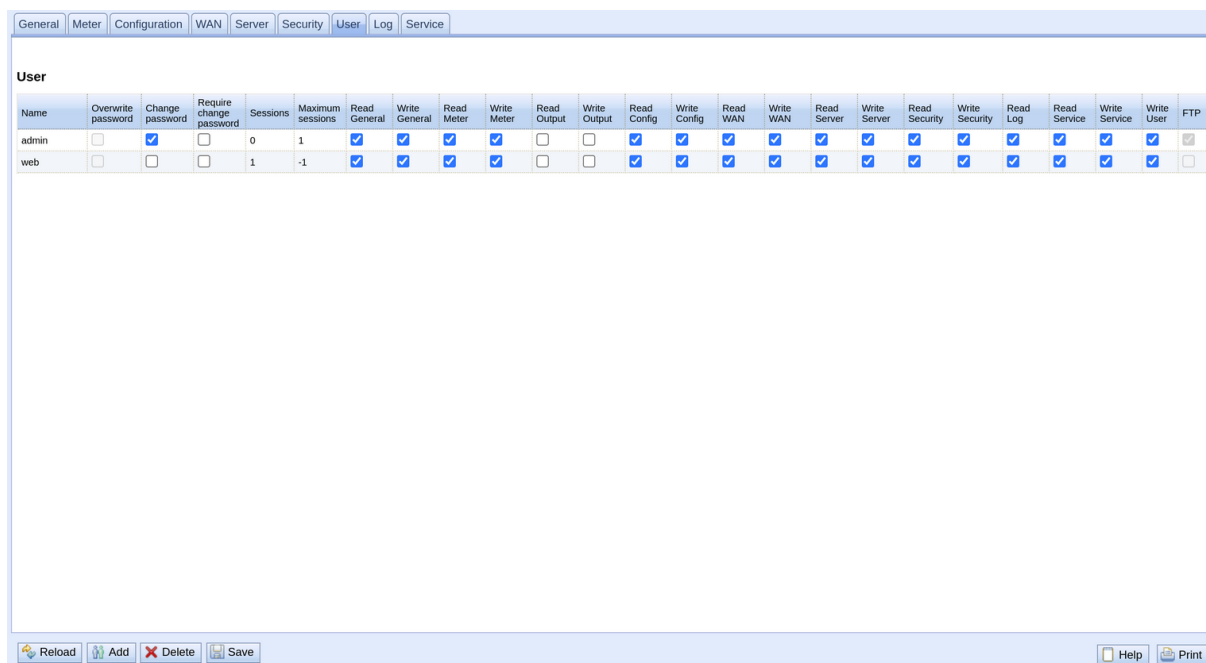 General Meter Configuration WAN Server Security User Log Service
User
Name Overwrite password Change password Require change password Sessions Maximum sessions Read General Write General Read Meter Write Meter Read Output Write Output Read Config Write Config Read WAN Write WAN Read Server Write Server Read Security Write Security Read Log Read Service Write Service Write User FTP
admin 0 1
web 1 -1
Reload Add Delete Save Help Print